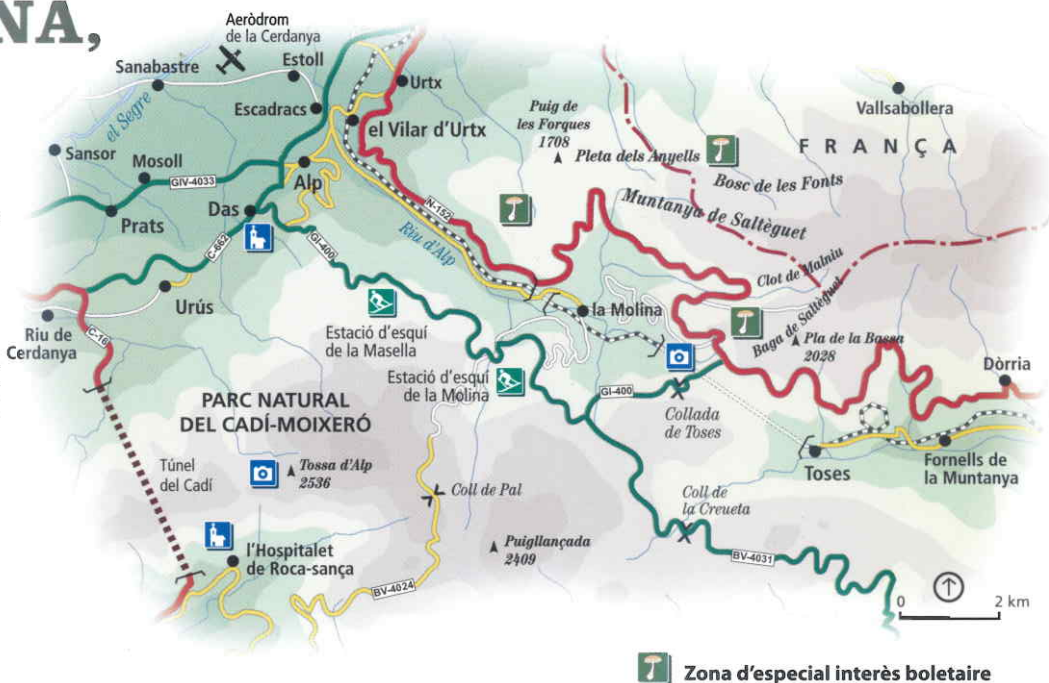 NA,
Aeròdrom
de la Cerdanya
Sanabastre
Estoll
Escadracs
el Segre
Urtx
el Vilar d'Urtx
Puig de
les Forques
1708
Pleta dels Anyells
Vallsabollera
FRANÇA
Bosc de les Fonts
Sansor
Mosoll
GIV-4033
Alp
Prats
Das
N-152
Muntanya de Saltèguet
C-662
GI-400
Riu d'Alp
Clot de Malniu
Urús
la Molina
Baga de Saltèguet
Pla de la Bassa
2028
Riu de
Cerdanya
C-16
Estació d'esquí
de la Masella
Estació d'esquí
de la Molina
GI-400
Collada
de Toses
Dòrria
PARC NATURAL
DEL CADÍ-MOIXERÓ
Túnel
del Cadí
Tossa d'Alp
2536
Coll de Pal
Toses
Fornells de
la Muntanya
Coll de
la Creueta
l'Hospitalet
de Roca-sança
Puigllançada
2409
BV-4031
BV-4024
0 2 km
Zona d'especial interès boletaire